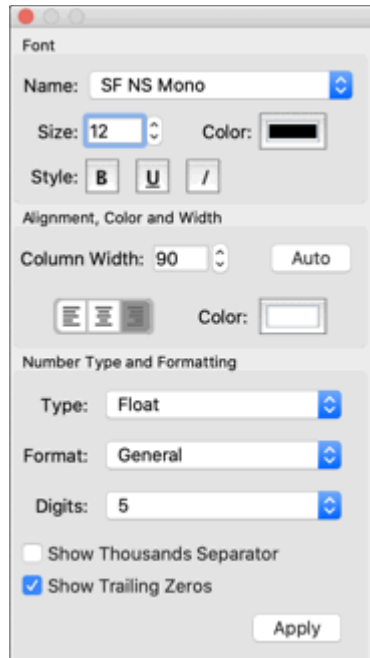 Font
Name: SF NS Mono
Size: 12 Color:
Style: B U I
Alignment, Color and Width
Column Width: 90 Auto
Color:
Number Type and Formatting
Type: Float
Format: General
Digits: 5
Show Thousands Separator
Show Trailing Zeros
Apply